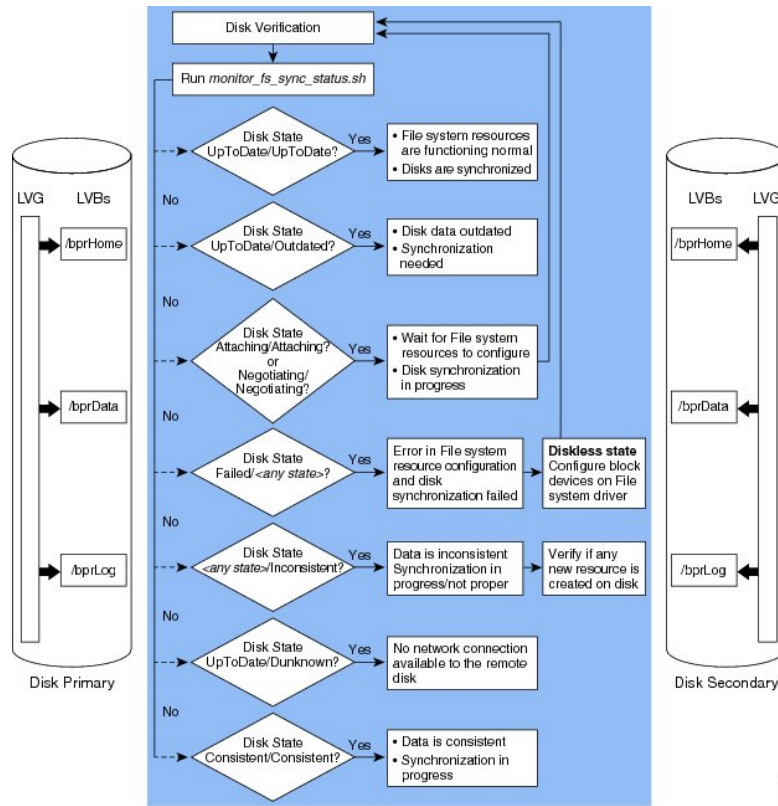 Disk Verification
Run monitor_fs_sync_status.sh
Disk State
UpToDate/UpToDate?
Yes
• File system resources
are functioning normal
• Disks are synchronized
No
Disk State
UpToDate/Outdated?
Yes
• Disk data outdated
• Synchronization
needed
No
Disk State
Attaching/Attaching?
or
Negotiating/
Negotiating?
Yes
• Wait for File system
resources to configure
• Disk synchronization
in progress
No
Disk State
Failed/<any state>?
Yes
Error in File system
resource configuration
and disk
synchronization failed
Diskless state
Configure block
devices on File
system driver
No
Disk State
<any state>/Inconsistent?
Yes
Data is inconsistent
Synchronization in
progress/not proper
Verify if any
new resource is
created on disk
No
Disk State
UpToDate/Dunknown?
Yes
No network connection
available to the remote
disk
No
Disk State
Consistent/Consistent?
Yes
• Data is consistent
• Synchronization in
progress
LVG
LVBs
/bprHome
/bprData
/bprLog
Disk Primary
LVBs
LVG
/bprHome
/bprData
/bprLog
Disk Secondary